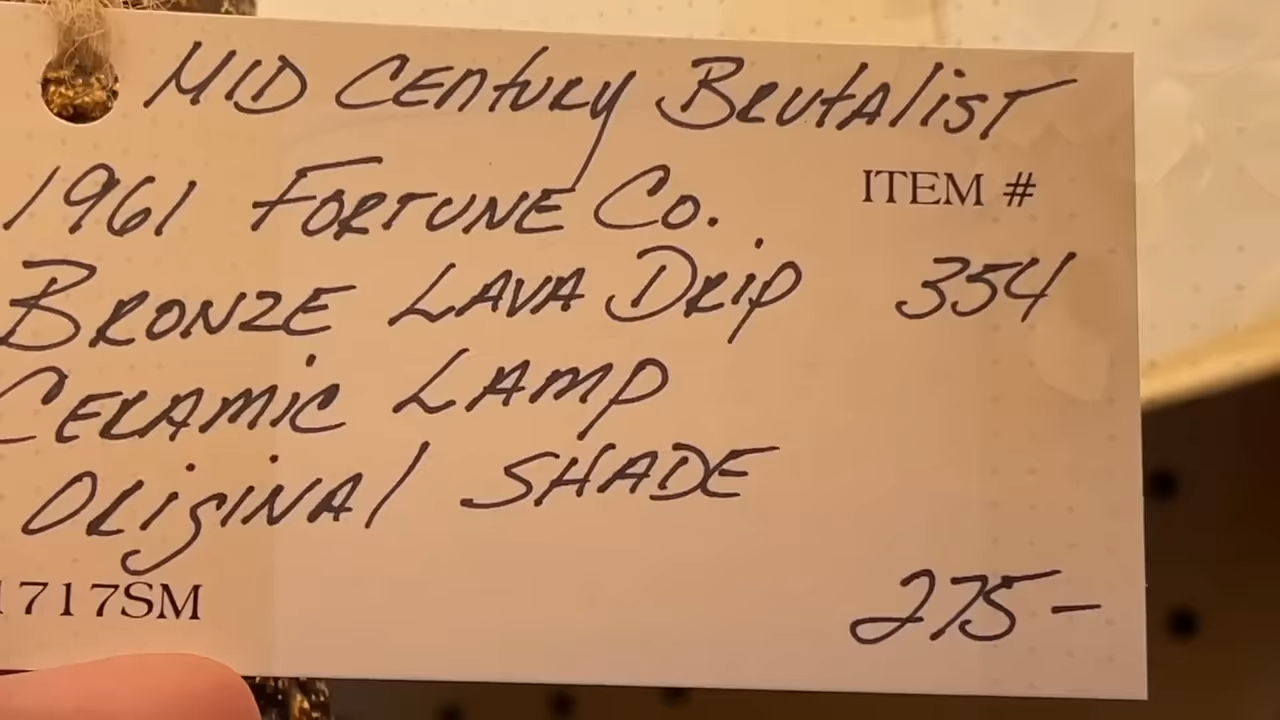 MID CENTURY BRUTALIST
1961 FORTUNE CO.
ITEM #
BRONZE LAVA DRIP
354
CERAMIC LAMP
ORIGINAL SHADE
1717SM
275-